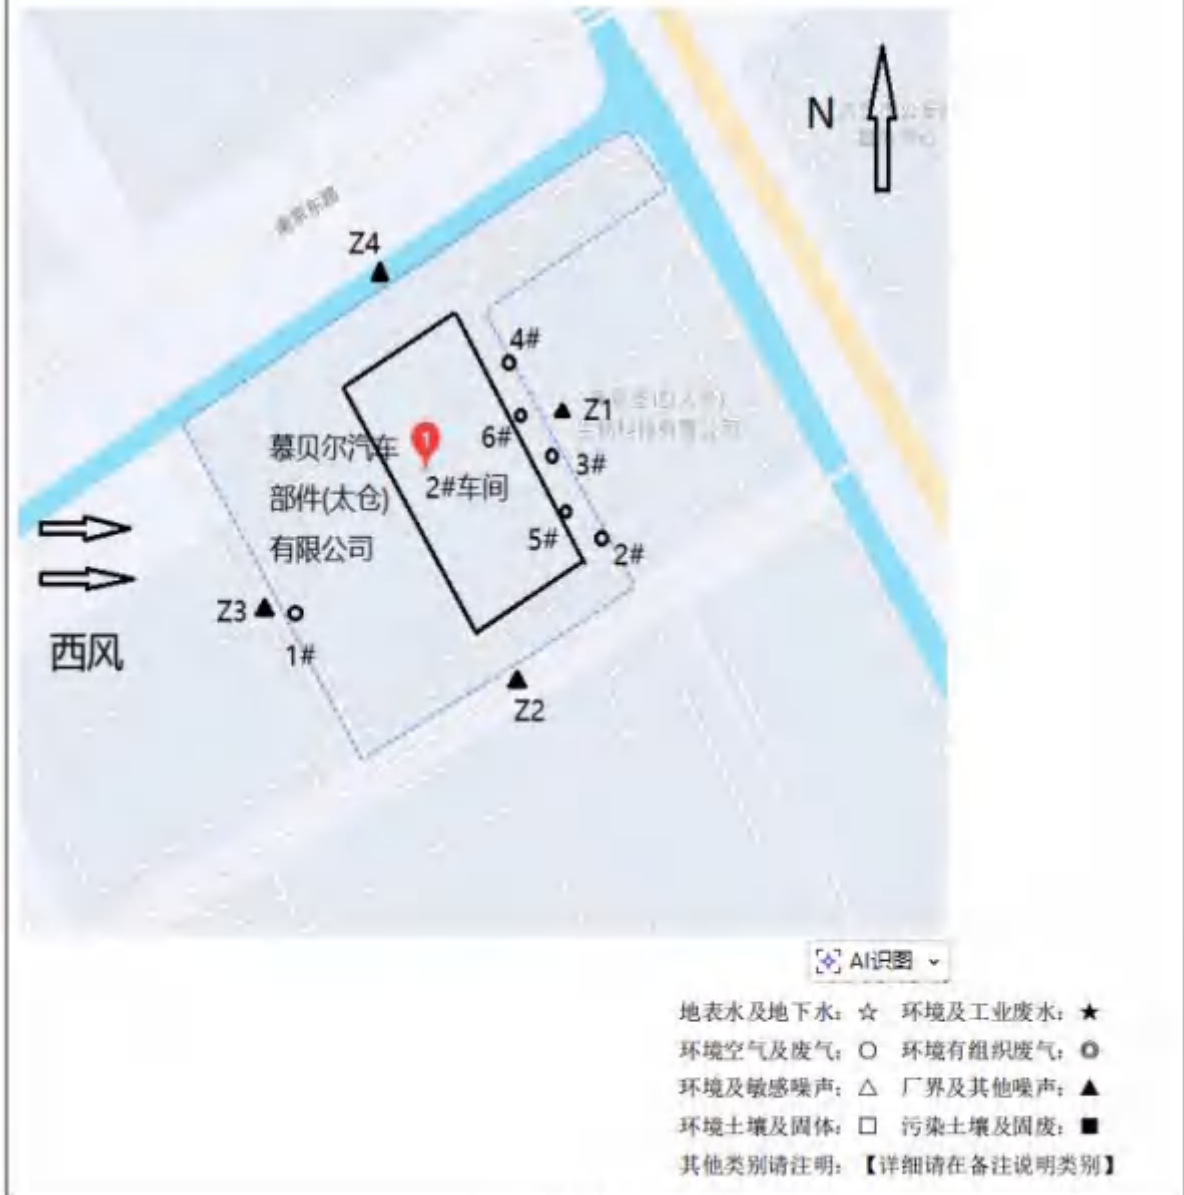 N
南京东路
Z4
4#
Z1
6#
3#
慕贝尔汽车
部件(太仓)
有限公司
1
2#车间
5#
2#
Z3
1#
西风
Z2
AI识图
地表水及地下水：☆ 环境及工业废水：★
环境空气及废气：○ 环境有组织废气：◎
环境及敏感噪声：△ 厂界及其他噪声：▲
环境土壤及固体：□ 污染土壤及固废：■
其他类别请注明：【详细请在备注说明类别】